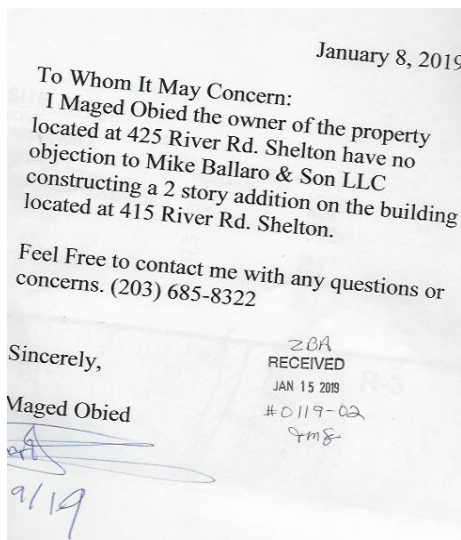 January 8, 2019
To Whom It May Concern:
I Maged Obied the owner of the property
located at 425 River Rd. Shelton have no
objection to Mike Ballaro & Son LLC
constructing a 2 story addition on the building
located at 415 River Rd. Shelton.
Feel Free to contact me with any questions or
concerns. (203) 685-8322
Sincerely,
Maged Obied
9/19
ZBA
RECEIVED
JAN 15 2019
#0119-02
R-3